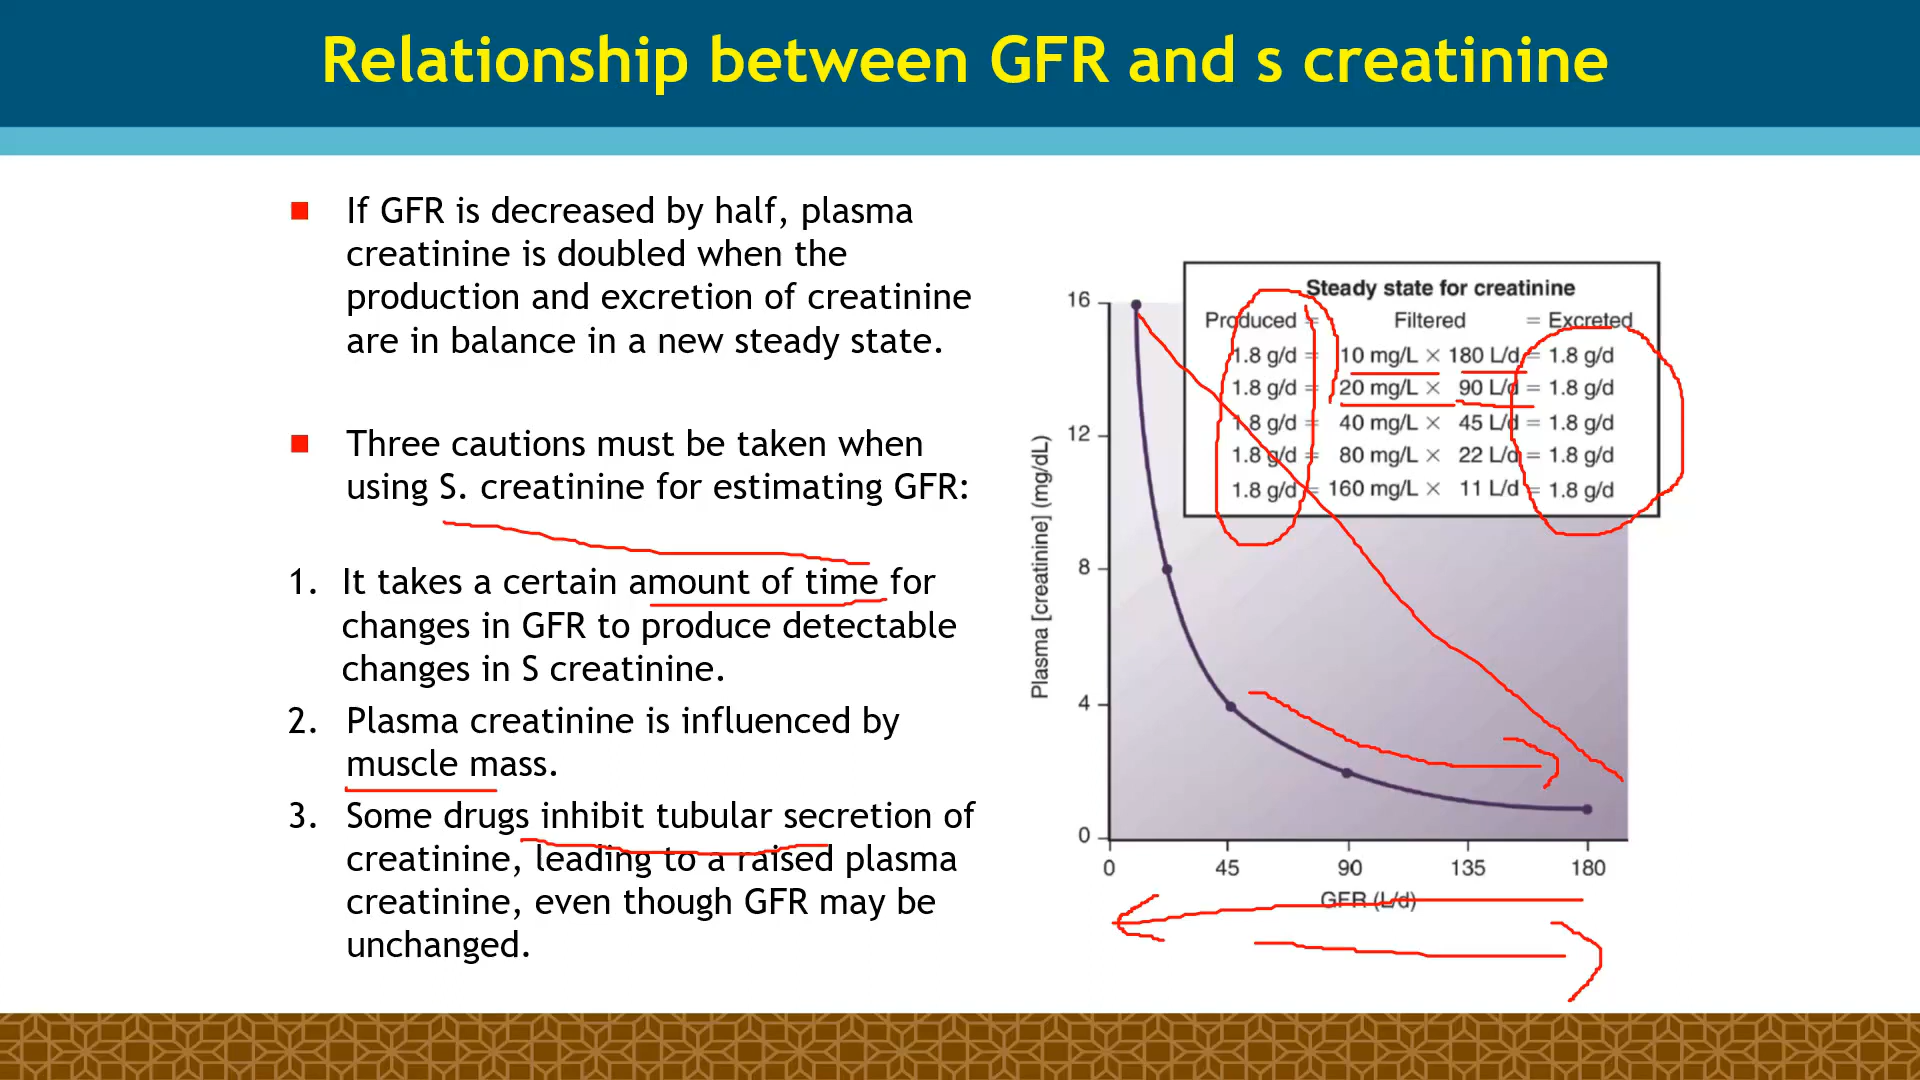 Relationship between GFR and s creatinine
If GFR is decreased by half, plasma
creatinine is doubled when the
production and excretion of creatinine
are in balance in a new steady state.
Three cautions must be taken when
using S. creatinine for estimating GFR:
1. It takes a certain amount of time for
changes in GFR to produce detectable
changes in S creatinine.
2. Plasma creatinine is influenced by
muscle mass.
3. Some drugs inhibit tubular secretion of
creatinine, leading to a raised plasma
creatinine, even though GFR may be
unchanged.
Steady state for creatinine
Produced = Filtered = Excreted
1.8 g/d = 10 mg/L × 180 L/d = 1.8 g/d
1.8 g/d = 20 mg/L × 90 L/d = 1.8 g/d
1.8 g/d = 40 mg/L × 45 L/d = 1.8 g/d
1.8 g/d = 80 mg/L × 22 L/d = 1.8 g/d
1.8 g/d = 160 mg/L × 11 L/d = 1.8 g/d
Plasma [creatinine] (mg/dL)
16
12
8
4
0
0 45 90 135 180
GFR (L/d)